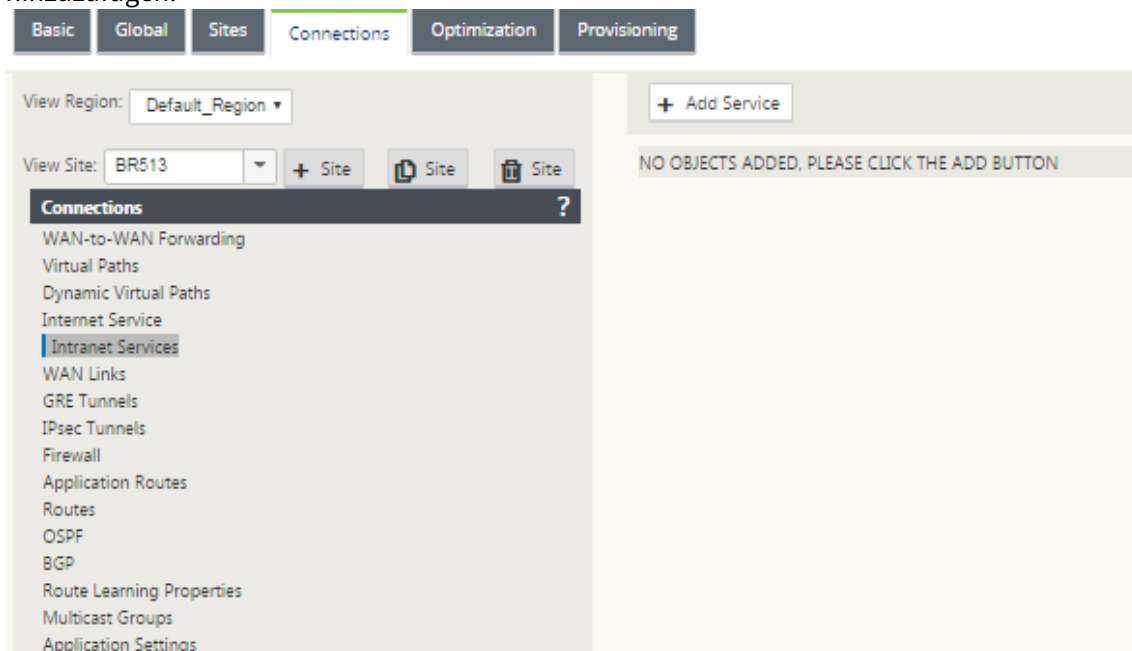 hinzuzufügen.
Basic Global Sites Connections Optimization Provisioning
View Region: Default_Region
+ Add Service
View Site: BR513 + Site Site Site
NO OBJECTS ADDED, PLEASE CLICK THE ADD BUTTON
Connections ?
WAN-to-WAN Forwarding
Virtual Paths
Dynamic Virtual Paths
Internet Service
Intranet Services
WAN Links
GRE Tunnels
IPsec Tunnels
Firewall
Application Routes
Routes
OSPF
BGP
Route Learning Properties
Multicast Groups
Application Settings